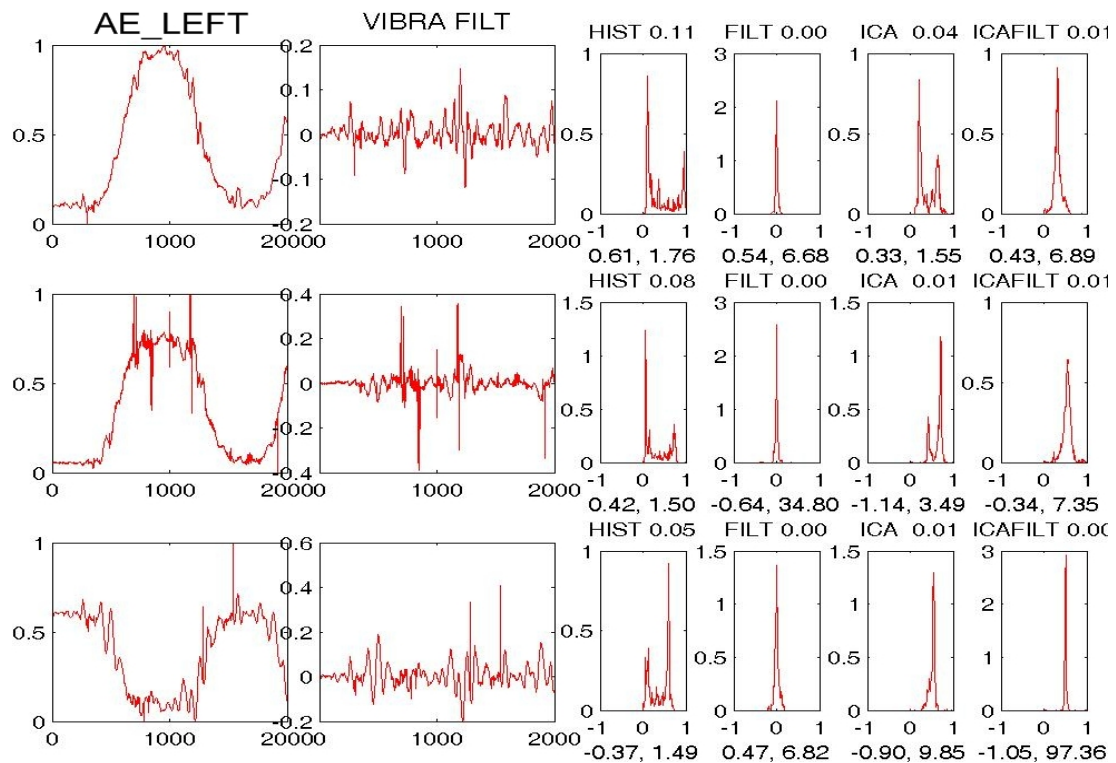 AE_LEFT VIBRA FILT
HIST 0.11 FILT 0.00 ICA 0.04 ICAFILT 0.01
1 0.2 1 3 1 1
0.1 2
0.5 0 0.5 0.5 0.5
-0.1 1
0 -0.2 0 0 0 0
0 1000 2000 0 1000 2000 -1 0 1 -1 0 1 -1 0 1 -1 0 1
0.61, 1.76 0.54, 6.68 0.33, 1.55 0.43, 6.89
HIST 0.08 FILT 0.00 ICA 0.01 ICAFILT 0.01
1 0.4 1.5 3 1.5 1
0.2 1 2 1
0.5 0 0.5
-0.2 0.5 1 0.5
0 -0.4 0 0 0 0
0 1000 2000 0 1000 2000 -1 0 1 -1 0 1 -1 0 1 -1 0 1
0.42, 1.50 -0.64, 34.80 -1.14, 3.49 -0.34, 7.35
HIST 0.05 FILT 0.00 ICA 0.01 ICAFILT 0.00
1 0.6 1 1.5 1.5 3
0.4 1 1 2
0.5 0.2 0.5
0 0.5 0.5 1
0 -0.2 0 0 0 0
0 1000 2000 0 1000 2000 -1 0 1 -1 0 1 -1 0 1 -1 0 1
-0.37, 1.49 0.47, 6.82 -0.90, 9.85 -1.05, 97.36